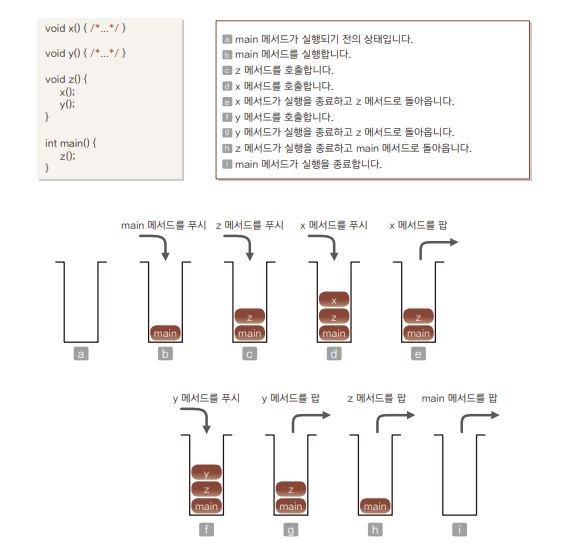 void x() { /*...*/ }
void y() { /*...*/ }
void z() {
x();
y();
}
int main() {
z();
}
a main 메서드가 실행되기 전의 상태입니다.
b main 메서드를 실행합니다.
c z 메서드를 호출합니다.
d x 메서드를 호출합니다.
e x 메서드가 실행을 종료하고 z 메서드로 돌아옵니다.
f y 메서드를 호출합니다.
g y 메서드가 실행을 종료하고 z 메서드로 돌아옵니다.
h z 메서드가 실행을 종료하고 main 메서드로 돌아옵니다.
i main 메서드가 실행을 종료합니다.
main 메서드를 푸시 z 메서드를 푸시 x 메서드를 푸시 x 메서드를 팝
x
z z z
main main main main
a b c d e
y 메서드를 푸시 y 메서드를 팝 z 메서드를 팝 main 메서드를 팝
y
z z
main main main
f g h i